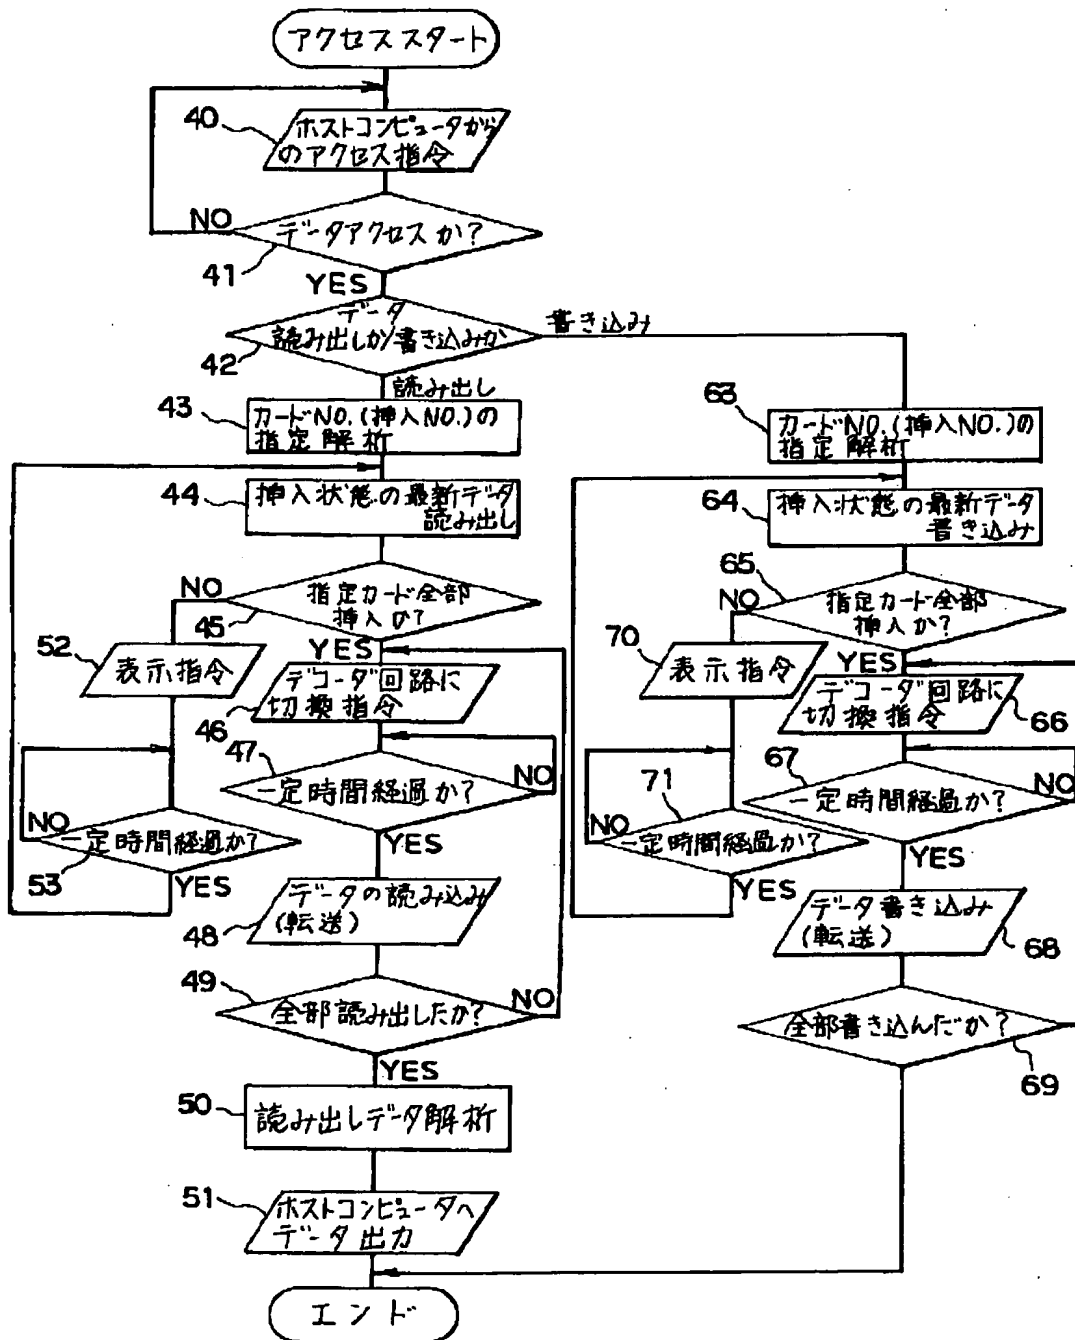 アクセススタート
40
ホストコンピュータから
のアクセス指令
NO
データアクセスか?
41
YES
データ
読み出しか/書き込みか
42
書き込み
読み出し
43
カードNO.(挿入NO.)の
指定解析
44
挿入状態の最新データ
読み出し
NO
指定カード全部
挿入か?
45
YES
52
表示指令
デコーダ回路に
切換指令
46
47
一定時間経過か?
NO
YES
NO
一定時間経過か?
53
YES
データの読み込み
(転送)
48
49
全部読み出したか?
NO
YES
50
読み出しデータ解析
51
ホストコンピュータへ
データ出力
エンド
63
カードNO.(挿入NO.)の
指定解析
64
挿入状態の最新データ
書き込み
65
NO
指定カード全部
挿入か?
YES
70
表示指令
デコーダ回路に
切換指令
66
67
一定時間経過か?
NO
YES
71
NO
一定時間経過か?
YES
データ書き込み
(転送)
68
全部書き込んだか?
69